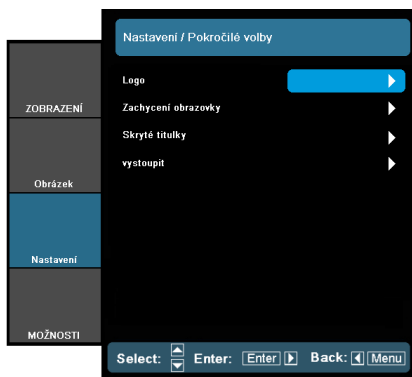 Nastavení / Pokročilé volby
Logo
Zachycení obrazovky
Skryté titulky
vystoupit
ZOBRAZENÍ
Obrázek
Nastavení
MOŽNOSTI
Select: Enter: Enter Back: Menu